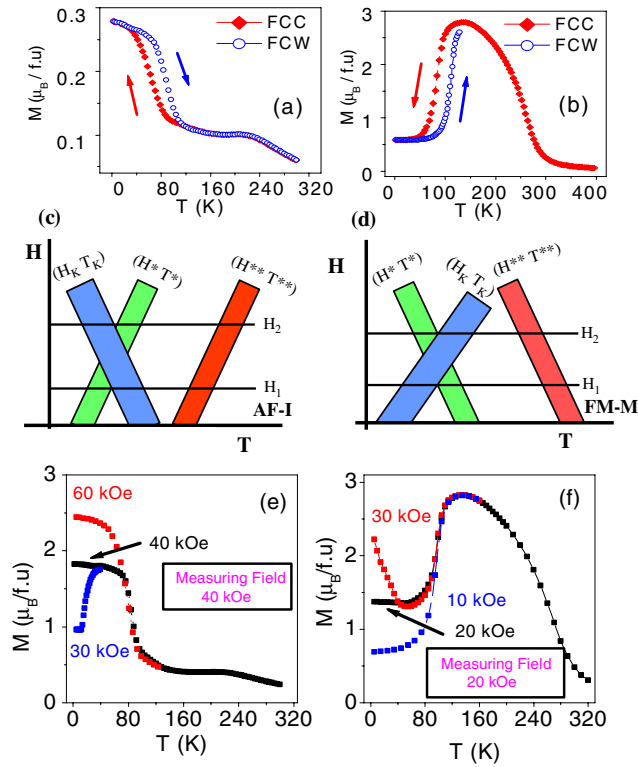 0.3
0.2
0.1
M (μB / f.u)
FCC
FCW
(a)
0 80 160 240 320
T (K)
3
2
1
0
M (μB / f.u)
FCC
FCW
(b)
0 100 200 300 400
T (K)
(c)
H
(HK TK)
(H* T*)
(H** T**)
H2
H1
AF-I
T
(d)
H
(H* T*)
(HK TK)
(H** T**)
H2
H1
FM-M
T
3
2
1
0
M (μB/f.u)
(e)
60 kOe
40 kOe
Measuring Field
40 kOe
30 kOe
0 80 160 240 320
T (K)
3
2
1
0
M (μB/f.u)
(f)
30 kOe
10 kOe
20 kOe
Measuring Field
20 kOe
0 80 160 240 320
T (K)